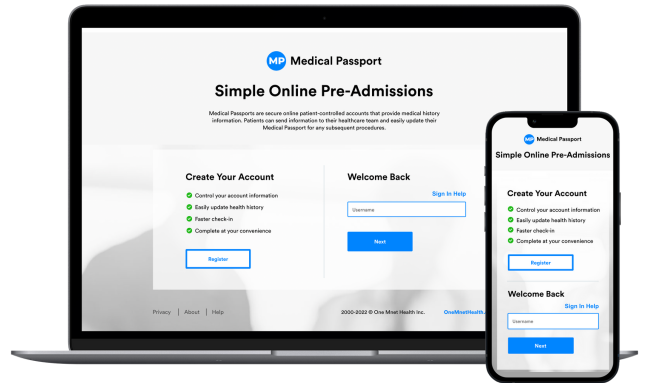 MP Medical Passport
Simple Online Pre-Admissions
Medical Passports are secure online patient-controlled accounts that provide medical history
information. Patients can send information to their healthcare team and easily update their
Medical Passport for any subsequent procedures.
Create Your Account
Control your account information
Easily update health history
Faster check-in
Complete at your convenience
Register
Welcome Back
Sign In Help
Username
Next
Privacy | About | Help
2000-2022 © One Mnet Health Inc.
OneMnetHealth.
MP Medical Passport
Simple Online Pre-Admissions
Create Your Account
Control your account information
Easily update health history
Faster check-in
Complete at your convenience
Register
Welcome Back
Sign In Help
Username
Next